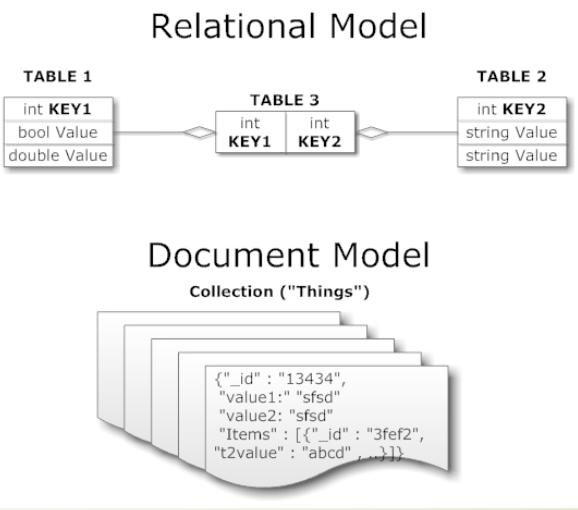 Relational Model
TABLE 1
TABLE 2
TABLE 3
int KEY1
bool Value
double Value
int
KEY1
int
KEY2
int KEY2
string Value
string Value
Document Model
Collection ("Things")
{"_id" : "13434",
"value1:" "sfsd"
"value2: "sfsd"
"Items" : [{"_id" : "3fef2",
"t2value" : "abcd" , ..}]}